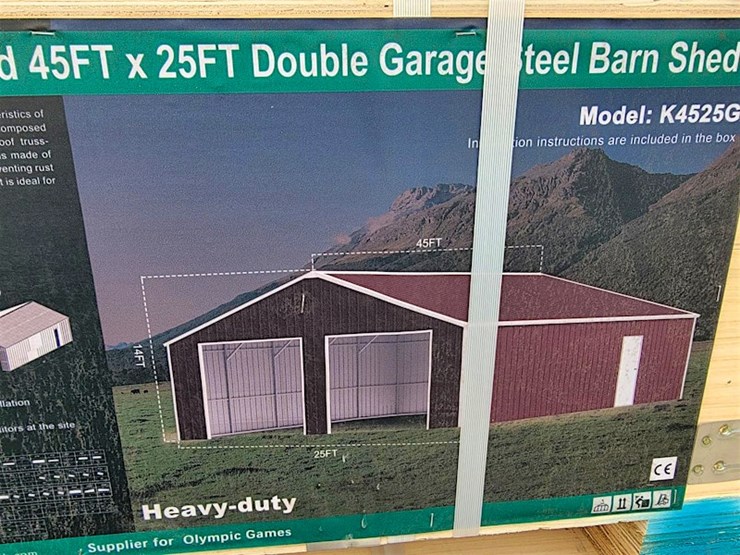 45FT x 25FT Double Garage Steel Barn Shed
Model: K4525G
instructions are included in the box
ristics of
omposed
oof truss-
s made of
venting rust
t is ideal for
45FT
14FT
25FT
llation
itors at the site
Heavy-duty
CE
Supplier for Olympic Games